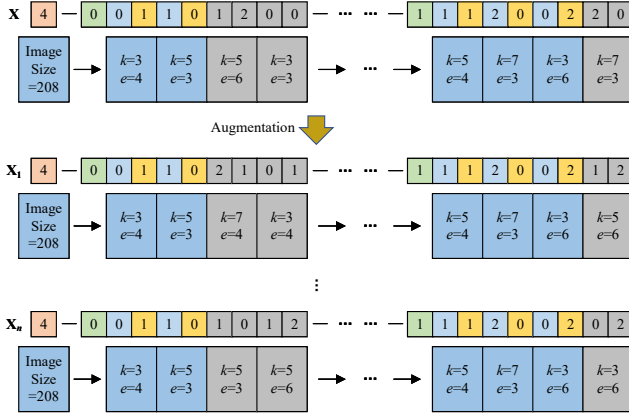 X 4 0 0 1 1 0 1 2 0 0 ... ... 1 1 1 2 0 0 2 2 0
Image Size =208
k=3 e=4
k=5 e=3
k=5 e=6
k=3 e=3
...
k=5 e=4
k=7 e=3
k=3 e=6
k=7 e=3
Augmentation
X1 4 0 0 1 1 0 2 1 0 1 ... ... 1 1 1 2 0 0 2 1 2
Image Size =208
k=3 e=4
k=5 e=3
k=7 e=4
k=3 e=4
...
k=5 e=4
k=7 e=3
k=3 e=6
k=5 e=6
⋮
Xn 4 0 0 1 1 0 1 0 1 2 ... ... 1 1 1 2 0 0 2 0 2
Image Size =208
k=3 e=4
k=5 e=3
k=5 e=3
k=5 e=6
...
k=5 e=4
k=7 e=3
k=3 e=6
k=3 e=6